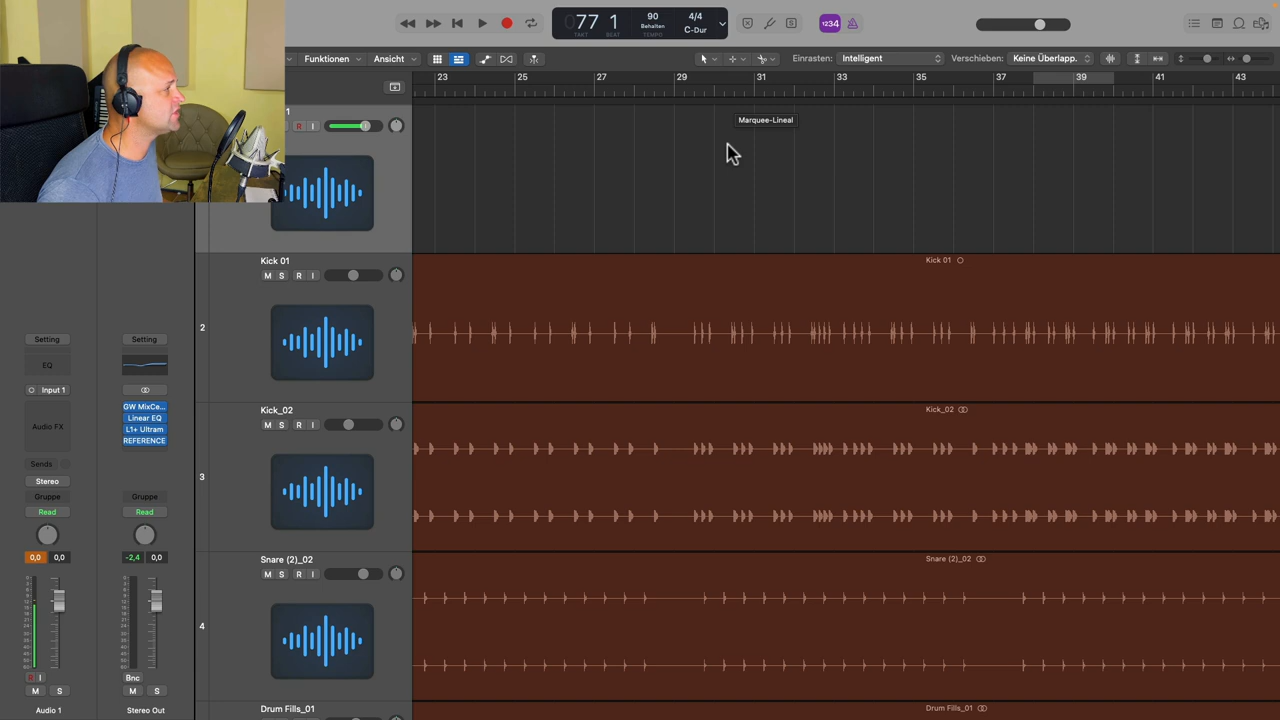 77 1
TAKT BEAT
90
Behalten
TEMPO
4/4
C-Dur
1234
Funktionen Ansicht
Einrasten: Intelligent
Verschieben: Keine Überlapp.
23 25 27 29 31 33 35 37 39 41 43
1
R I
Marquee-Lineal
Kick 01
M S R I
2
Kick 01
Kick_02
M S R I
3
Kick_02
Snare (2)_02
M S R I
4
Snare (2)_02
Drum Fills_01
Drum Fills_01
Setting Setting
EQ
Input 1
GW MixCe...
Linear EQ
L1+ Ultram
REFERENCE
Audio FX
Sends
Stereo
Gruppe Gruppe
Read Read
0,0 0,0 -2,4 0,0
R I
Bnc
M S M S
Audio 1 Stereo Out